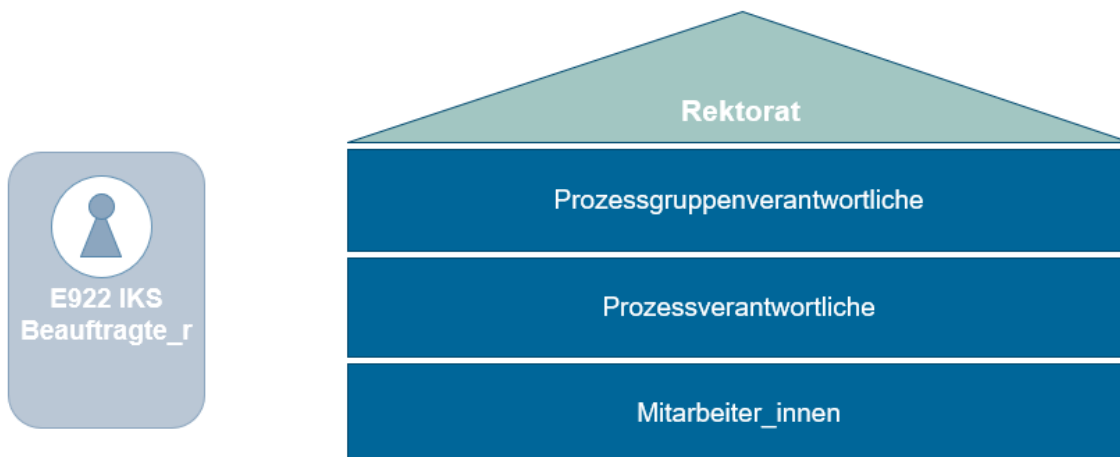 Rektorat
Prozessgruppenverantwortliche
E922 IKS
Beauftragte_r
Prozessverantwortliche
Mitarbeiter_innen